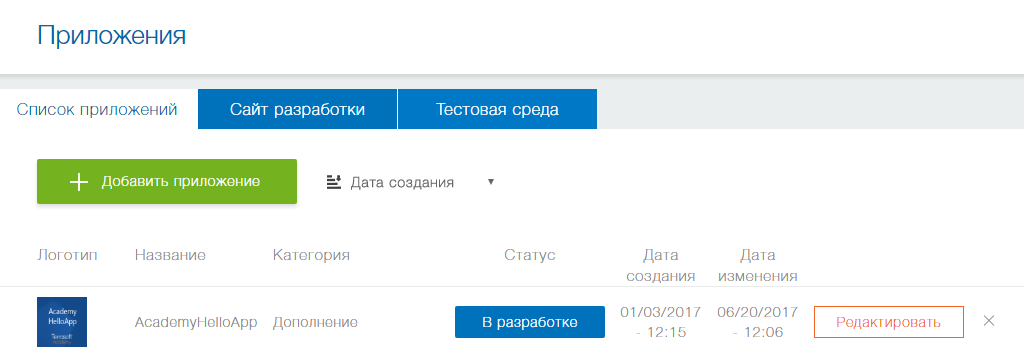 Приложения
Список приложений Сайт разработки Тестовая среда
Добавить приложение Дата создания
Логотип Название Категория Статус Дата создания Дата изменения
Academy
HelloApp
Terrasoft
AcademyHelloApp Дополнение В разработке 01/03/2017 - 12:15 06/20/2017 - 12:06 Редактировать